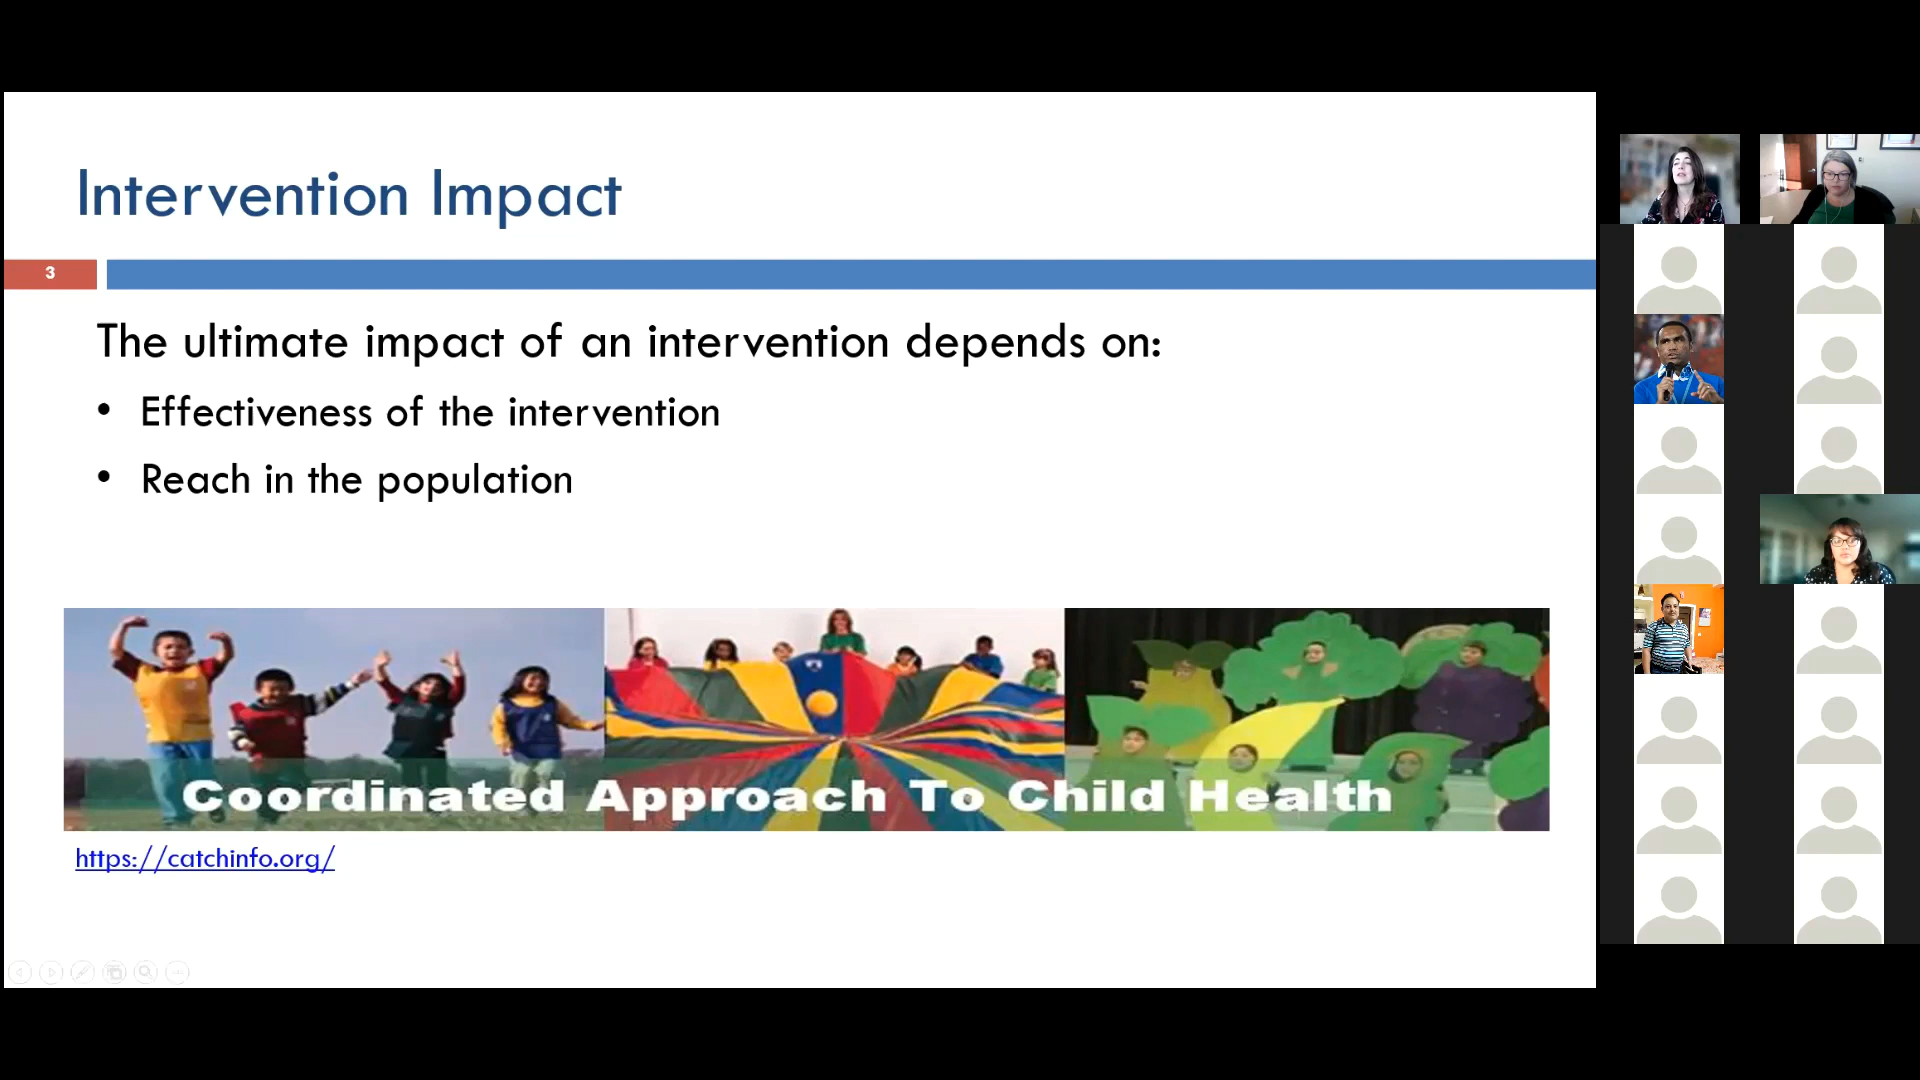 Intervention Impact
3
The ultimate impact of an intervention depends on:
• Effectiveness of the intervention
• Reach in the population
Coordinated Approach To Child Health
https://catchinfo.org/